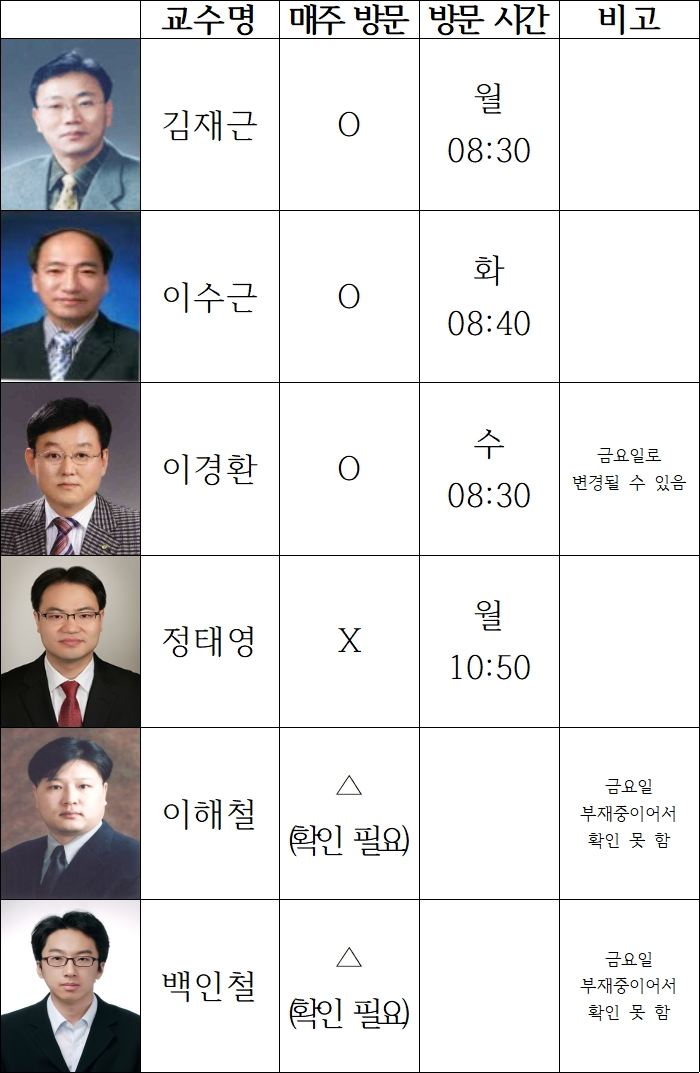 교수명 매주 방문 방문 시간 비고
김재근 O 월 08:30
이수근 O 화 08:40
이경환 O 수 08:30 금요일로 변경될 수 있음
정태영 X 월 10:50
이해철 △ (확인 필요) 금요일 부재중이어서 확인 못 함
백인철 △ (확인 필요) 금요일 부재중이어서 확인 못 함